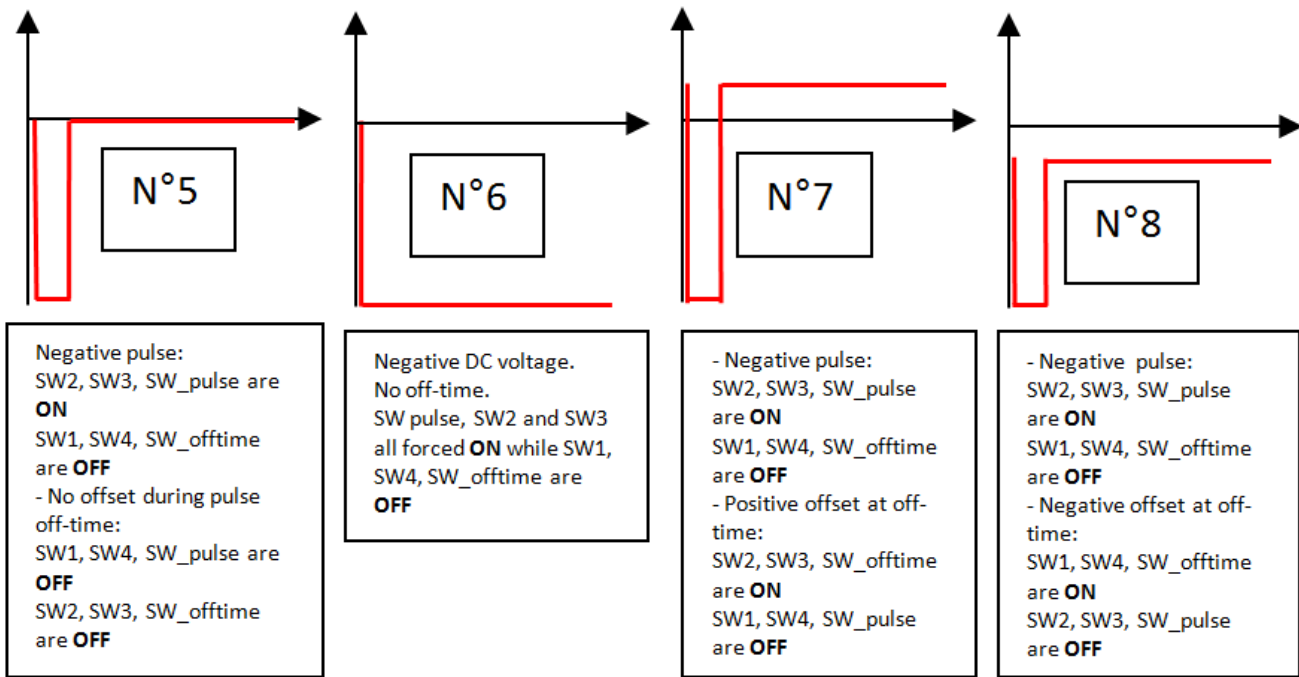 N°5
N°6
N°7
N°8
Negative pulse:
SW2, SW3, SW_pulse are
ON
SW1, SW4, SW_offtime
are OFF
- No offset during pulse
off-time:
SW1, SW4, SW_pulse are
OFF
SW2, SW3, SW_offtime
are OFF
Negative DC voltage.
No off-time.
SW pulse, SW2 and SW3
all forced ON while SW1,
SW4, SW_offtime are
OFF
- Negative pulse:
SW2, SW3, SW_pulse
are ON
SW1, SW4, SW_offtime
are OFF
- Positive offset at off-
time:
SW2, SW3, SW_offtime
are ON
SW1, SW4, SW_pulse
are OFF
- Negative pulse:
SW2, SW3, SW_pulse
are ON
SW1, SW4, SW_offtime
are OFF
- Negative offset at off-
time:
SW1, SW4, SW_offtime
are ON
SW2, SW3, SW_pulse
are OFF